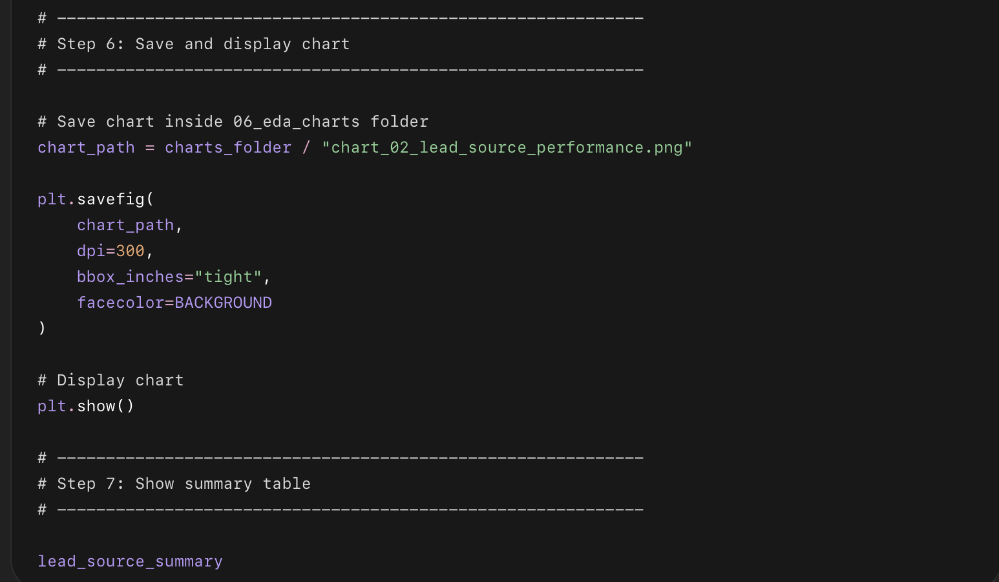 # ------------------------------------------------------------
# Step 6: Save and display chart
# ------------------------------------------------------------
# Save chart inside 06_eda_charts folder
chart_path = charts_folder / "chart_02_lead_source_performance.png"
plt.savefig(
    chart_path,
    dpi=300,
    bbox_inches="tight",
    facecolor=BACKGROUND
)
# Display chart
plt.show()
# ------------------------------------------------------------
# Step 7: Show summary table
# ------------------------------------------------------------
lead_source_summary